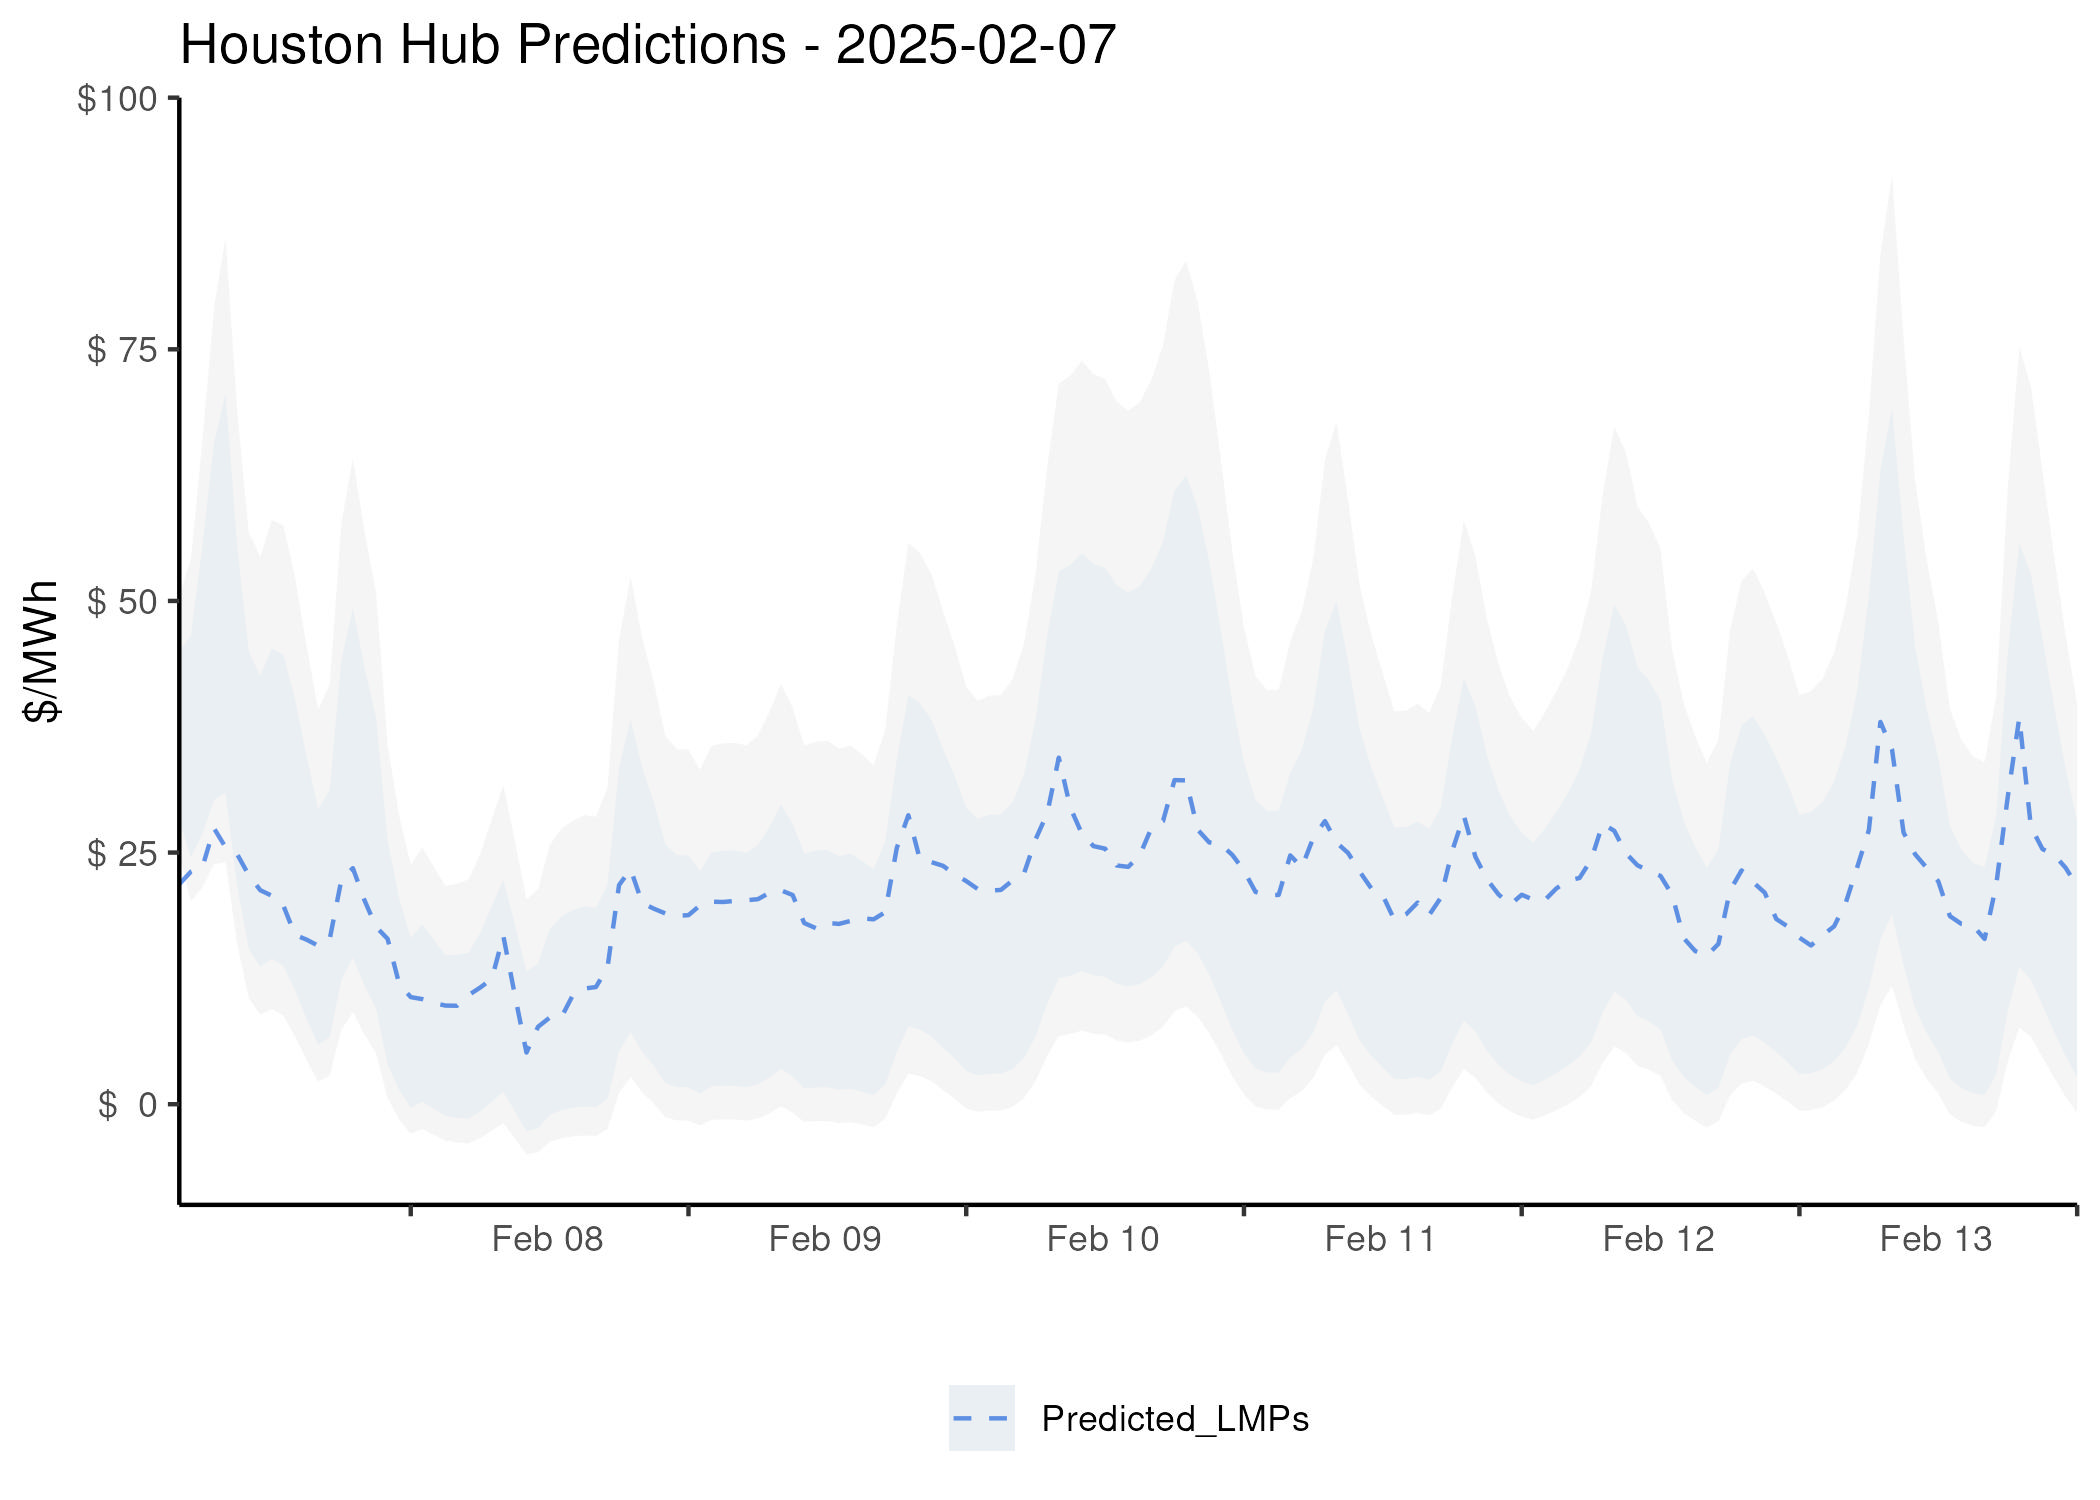 Houston Hub Predictions - 2025-02-07
$100
$ 75
$ 50
$ 25
$ 0
$/MWh
Feb 08 Feb 09 Feb 10 Feb 11 Feb 12 Feb 13
Predicted_LMPs